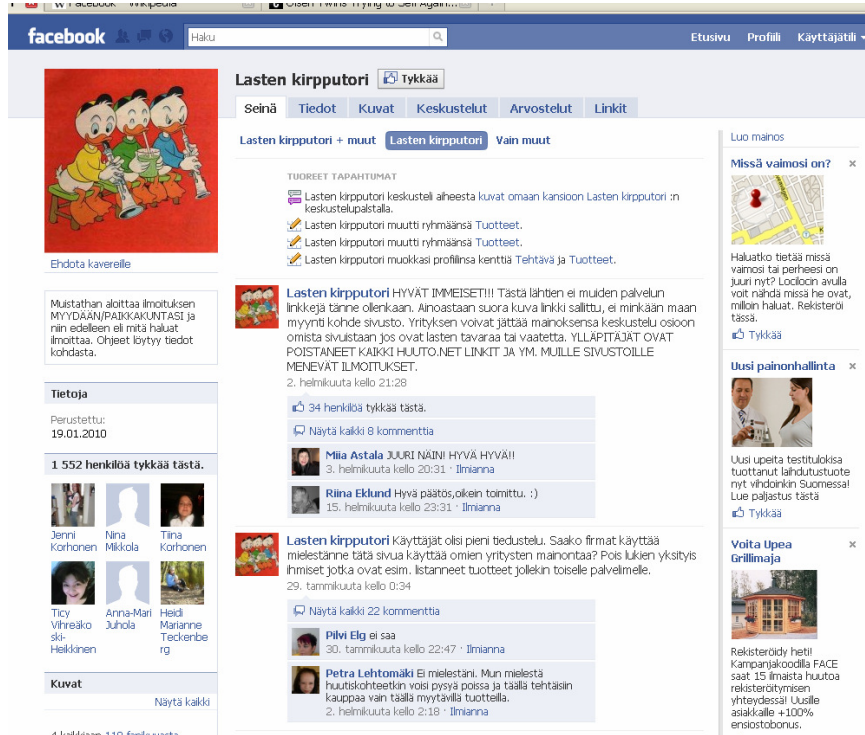 W Facebook - Wikipedia
Olsen Twins Trying to Sell Again...
facebook
Haku
Etusivu Profiili Käyttäjätili
Lasten kirpputori
Tykkää
Seinä Tiedot Kuvat Keskustelut Arvostelut Linkit
Lasten kirpputori + muut Lasten kirpputori Vain muut
TUOREET TAPAHTUMAT
Lasten kirpputori keskusteli aiheesta kuvat omaan kansioon Lasten kirpputori :n
keskustelupalstalla.
Lasten kirpputori muutti ryhmäänsä Tuotteet.
Lasten kirpputori muutti ryhmäänsä Tuotteet.
Lasten kirpputori muokkasi profiilinsa kenttiä Tehtävä ja Tuotteet.
Lasten kirpputori HYVÄT IMMEISET!!! Tästä lähtien ei muiden palvelun
linkkejä tänne ollenkaan. Ainoastaan suora kuva linkki sallittu, ei minkään maan
myynti kohde sivusto. Yrityksen voivat jättää mainoksensa keskustelu osioon
omista sivuistaan jos ovat lasten tavaraa tai vaatetta. YLLÄPITÄJÄT OVAT
POISTANEET KAIKKI HUUTO.NET LINKIT JA YM. MUILLE SIVUSTOILLE
MENEVÄT ILMOITUKSET.
2. helmikuuta kello 21:28
34 henkilöä tykkää tästä.
Näytä kaikki 8 kommenttia
Miia Astala JUURI NÄIN! HYVÄ HYVÄ!!
3. helmikuuta kello 20:31 · Ilmianna
Riina Eklund Hyvä päätös,oikein toimittu. :)
15. helmikuuta kello 23:31 · Ilmianna
Lasten kirpputori Käyttäjät olisi pieni tiedustelu. Saako firmat käyttää
mielestänne tätä sivua käyttää omien yritysten mainontaa? Pois lukien yksityis
ihmiset jotka ovat esim. listanneet tuotteet jollekin toiselle palvelimelle.
29. tammikuuta kello 0:34
Näytä kaikki 22 kommenttia
Pilvi Elg ei saa
30. tammikuuta kello 22:47 · Ilmianna
Petra Lehtomäki Ei mielestäni. Mun mielestä
huutiskohteetkin voisi pysyä poissa ja täällä tehtäisiin
kauppaa vain täällä myytävillä tuotteilla.
2. helmikuuta kello 2:18 · Ilmianna
Ehdota kavereille
Muistathan aloittaa ilmoituksen
MYYDÄÄN/PAIKKAKUNTASI ja
niin edelleen eli mitä haluat
ilmoittaa. Ohjeet löytyy tiedot
kohdasta.
Tietoja
Perustettu:
19.01.2010
1 552 henkilöä tykkää tästä.
Jenni Korhonen
Nina Mikkola
Tiina Korhonen
Ticy Vihreäko
ski-
Heikkinen
Anna-Mari Juhola
Heidi Marianne
Teckenbe
rg
Kuvat
Näytä kaikki
Luo mainos
Missä vaimosi on?
Haluatko tietää missä
vaimosi tai perheesi on
juuri nyt? Locilocin avulla
voit nähdä missä he ovat,
milloin haluat. Rekisteröi
tässä.
Tykkää
Uusi painonhallinta
Uusi upeita testitulokisa
tuottanut laihdutustuote
nyt vihdoinkin Suomessa!
Lue paljastus tästä
Tykkää
Voita Upea
Grillimaja
Rekisteröidy heti!
Kampanjakoodilla FACE
saat 15 ilmaista huutoa
rekisteröitymisen
yhteydessä! Uusille
asiakkaille +100%
ensiostobonus.